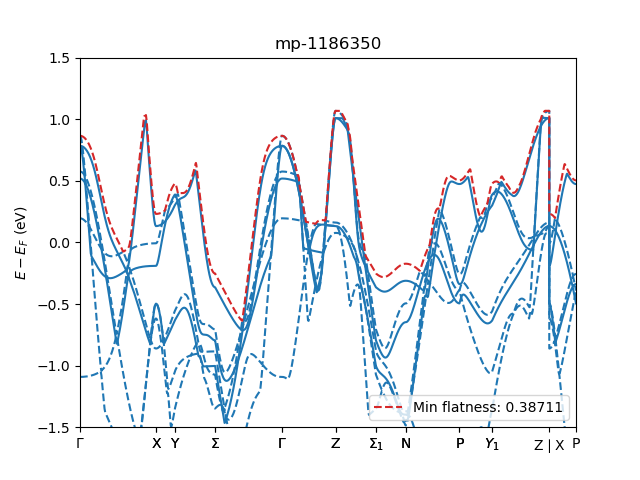 mp-1186350
E − E_F (eV)
1.5
1.0
0.5
0.0
−0.5
−1.0
−1.5
Γ X Y Σ Γ Z Σ₁ N P Y₁ Z | X P
Min flatness: 0.38711